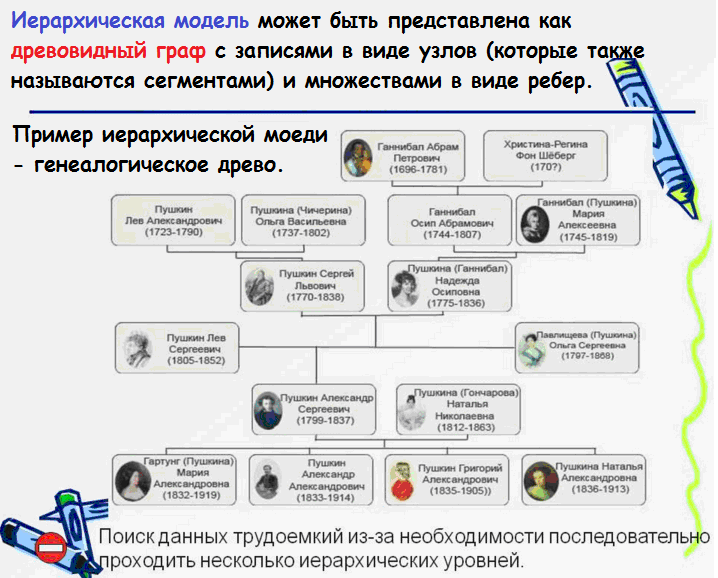 Иерархическая модель может быть представлена как
древовидный граф с записями в виде узлов (которые также
называются сегментами) и множествами в виде ребер.
Пример иерархической моеди
- генеалогическое древо.
Ганнибал Абрам
Петрович
(1696-1781)
Христина-Регина
Фон Шёберг
(170?)
Пушкин
Лев Александрович
(1723-1790)
Пушкина (Чичерина)
Ольга Васильевна
(1737-1802)
Ганнибал
Осип Абрамович
(1744-1807)
Ганнибал (Пушкина)
Мария
Алексеевна
(1745-1819)
Пушкин Сергей
Львович
(1770-1838)
Пушкина (Ганнибал)
Надежда
Осиповна
(1775-1836)
Пушкин Лев
Сергеевич
(1805-1852)
Павлищева (Пушкина)
Ольга Сергеевна
(1797-1868)
Пушкин Александр
Сергеевич
(1799-1837)
Пушкина (Гончарова)
Наталья
Николаевна
(1812-1863)
Гартунг (Пушкина)
Мария
Александровна
(1832-1919)
Пушкин
Александр
Александрович
(1833-1914)
Пушкин Григорий
Александрович
(1835-1905))
Пушкина Наталья
Александровна
(1836-1913)
Поиск данных трудоемкий из-за необходимости последовательно
проходить несколько иерархических уровней.